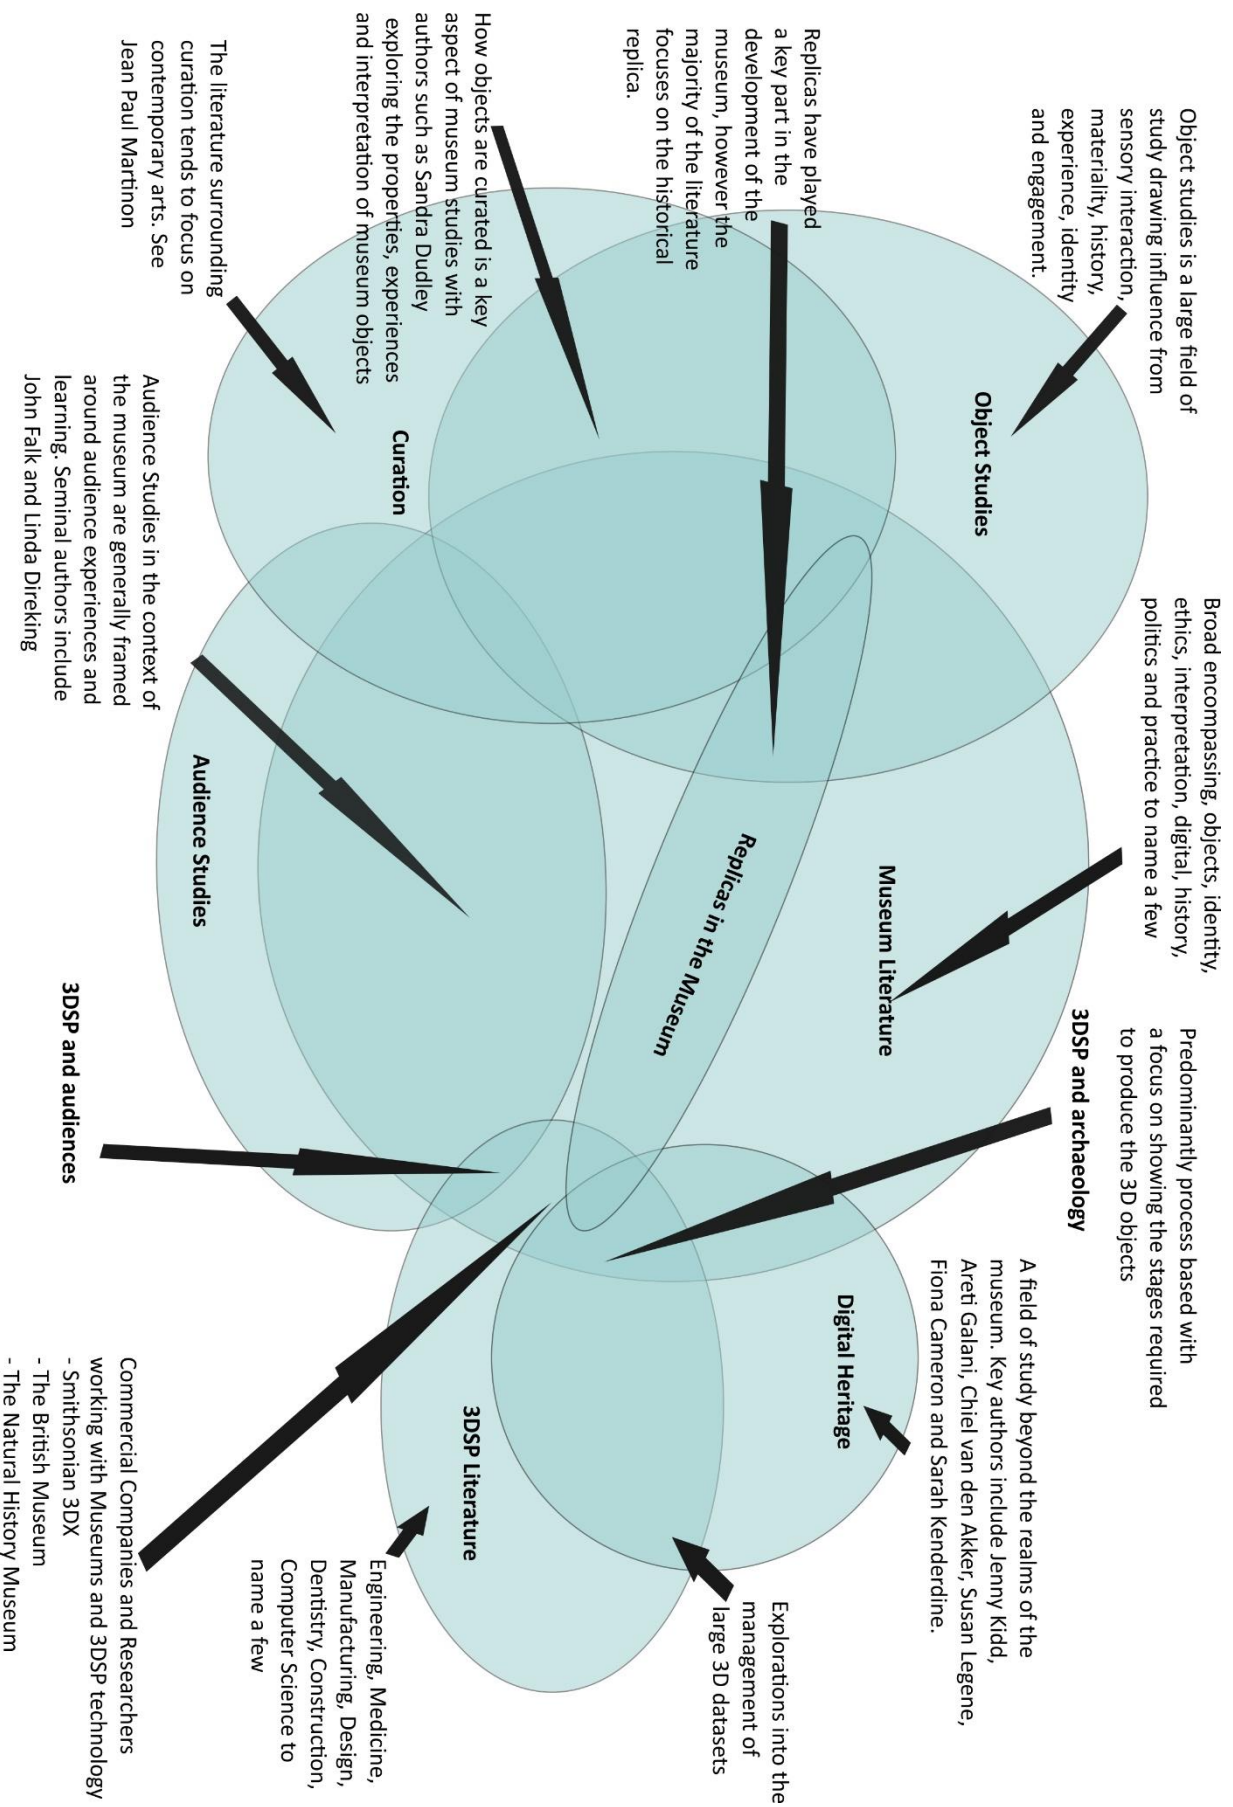 Object studies is a large field of
study drawing influence from
sensory interaction,
materiality, history,
experience, identity
and engagement.
Broad encompassing, objects, identity,
ethics, interpretation, digital, history,
politics and practice to name a few
Predominantly process based with
a focus on showing the stages required
to produce the 3D objects
3DSP and archaeology
A field of study beyond the realms of the
museum. Key authors include Jenny Kidd,
Areti Galani, Chiel van den Akker, Susan Legene,
Fiona Cameron and Sarah Kenderdine.
Replicas have played
a key part in the
development of the
museum, however the
majority of the literature
focuses on the historical
replica.
Object Studies
Museum Literature
Digital Heritage
Explorations into the
management of
large 3D datasets
Replicas in the Museum
How objects are curated is a key
aspect of museum studies with
authors such as Sandra Dudley
exploring the properties, experiences
and interpretation of museum objects
Curation
3DSP Literature
Engineering, Medicine,
Manufacturing, Design,
Dentistry, Construction,
Computer Science to
name a few
The literature surrounding
curation tends to focus on
contemporary arts. See
Jean Paul Martinon
Audience Studies
Audience Studies in the context of
the museum are generally framed
around audience experiences and
learning. Seminal authors include
John Falk and Linda Direking
3DSP and audiences
Commercial Companies and Researchers
working with Museums and 3DSP technology
- Smithsonian 3DX
- The British Museum
- The Natural History Museum